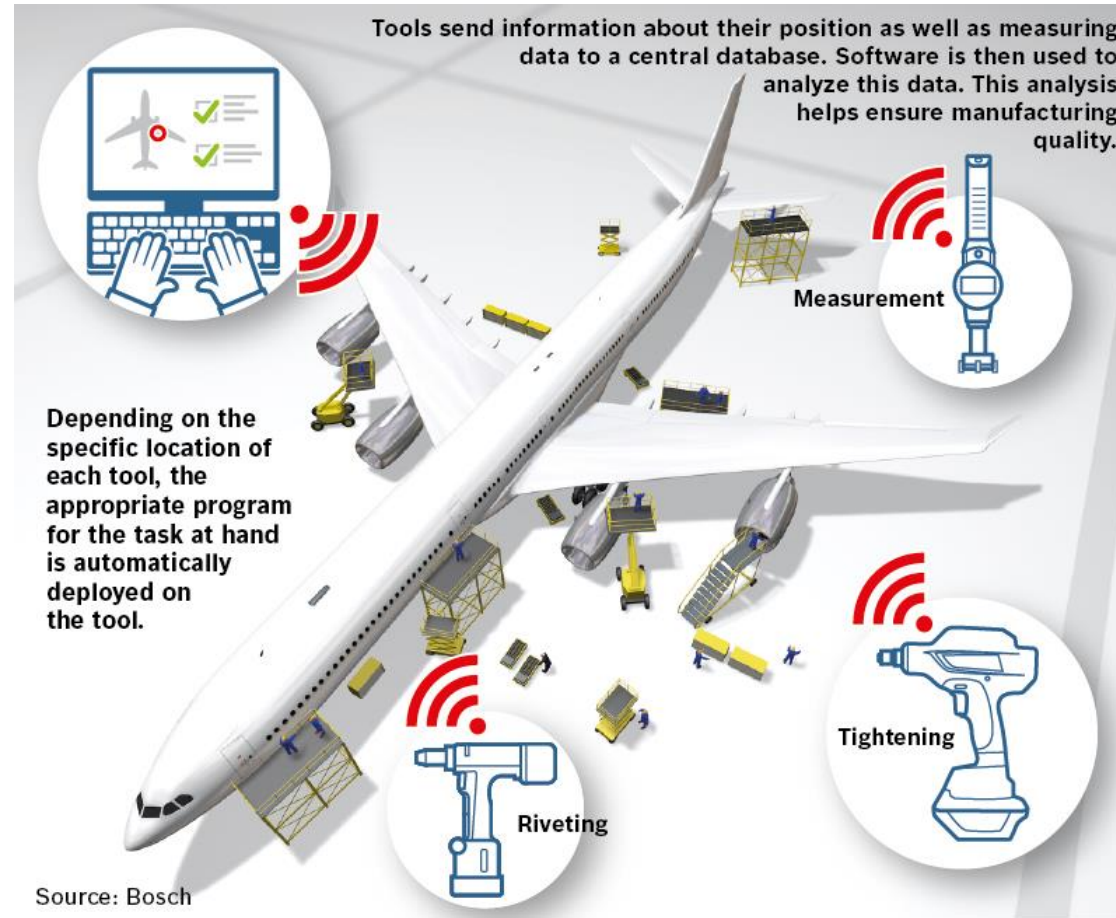 Tools send information about their position as well as measuring
data to a central database. Software is then used to
analyze this data. This analysis
helps ensure manufacturing
quality.
Measurement
Depending on the
specific location of
each tool, the
appropriate program
for the task at hand
is automatically
deployed on
the tool.
Tightening
Riveting
Source: Bosch